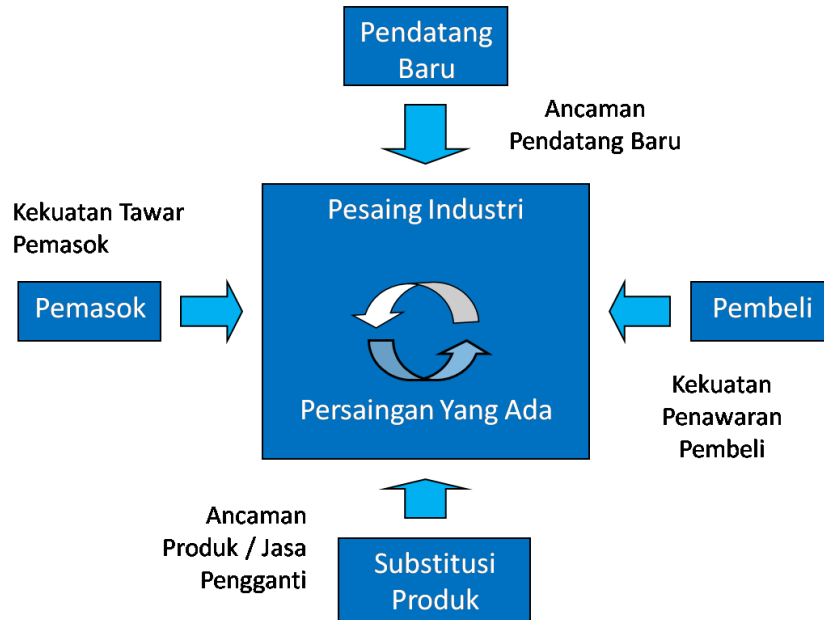 Pendatang
Baru
Ancaman
Pendatang Baru
Pesaing Industri
Kekuatan Tawar
Pemasok
Pemasok
Pembeli
Persaingan Yang Ada
Kekuatan
Penawaran
Pembeli
Ancaman
Produk / Jasa
Pengganti
Substitusi
Produk